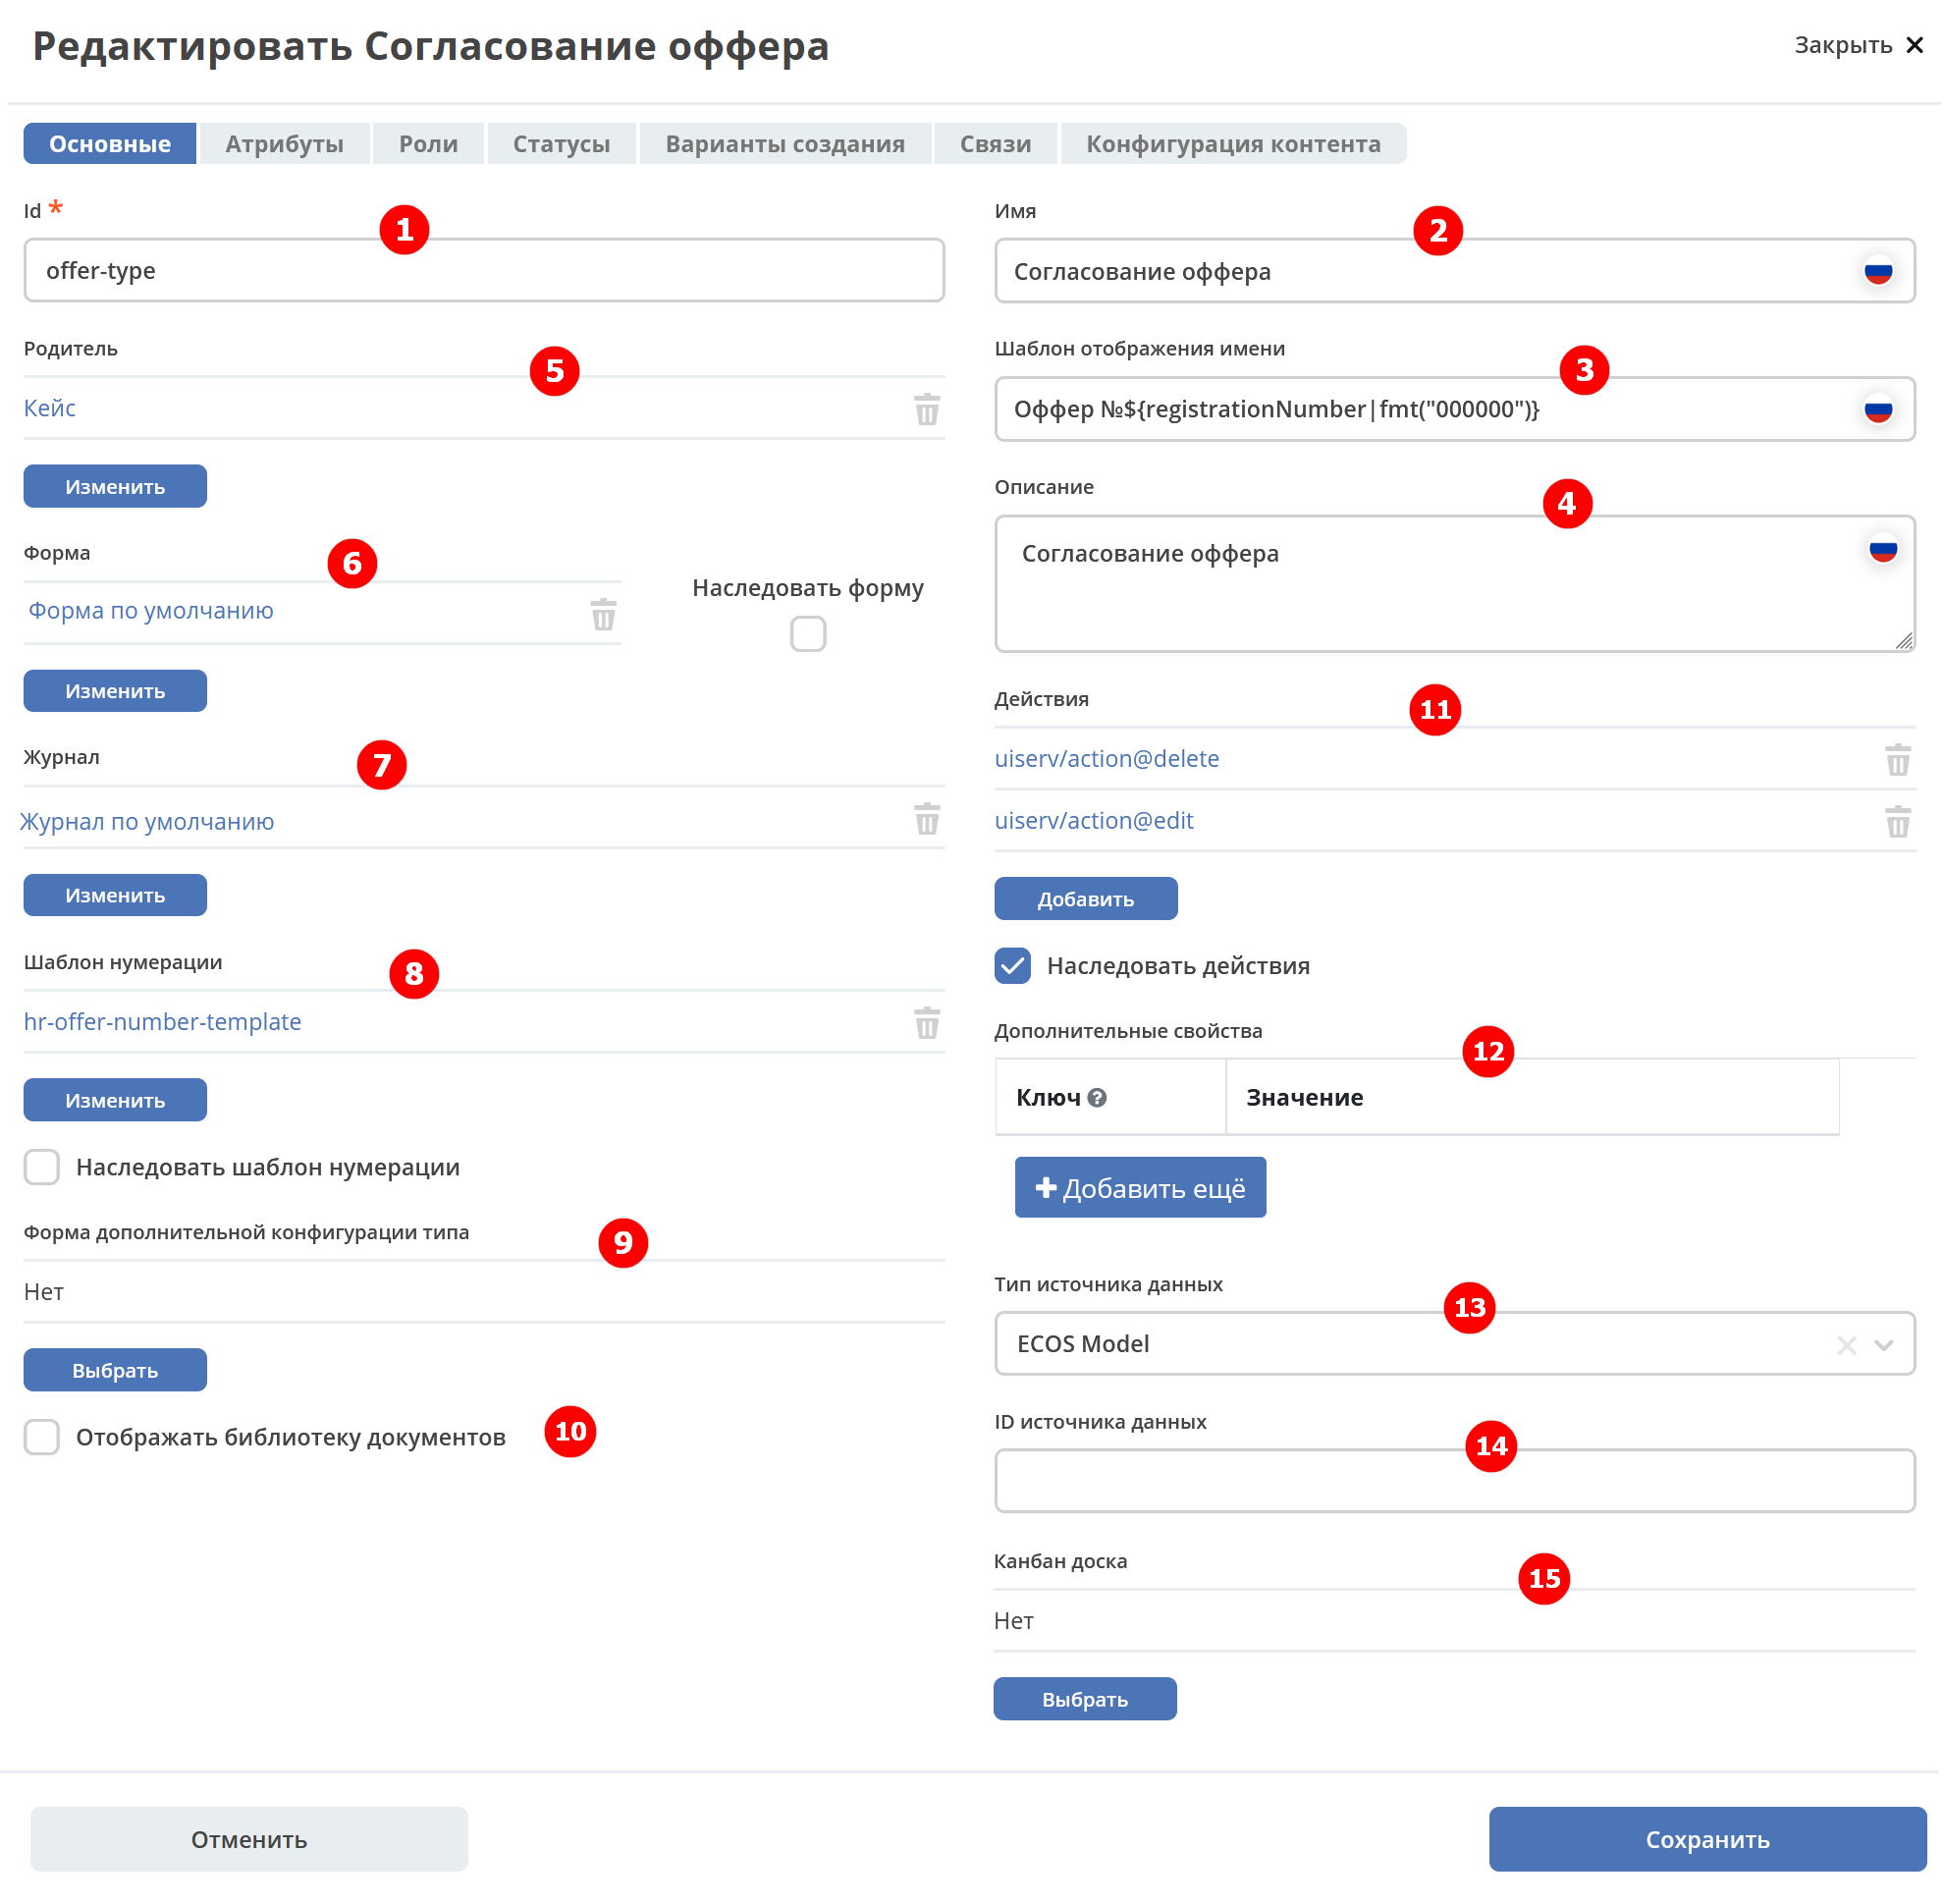 Редактировать Согласование оффера
Закрыть
Основные Атрибуты Роли Статусы Варианты создания Связи Конфигурация контента
Id *
1
offer-type
Родитель
5
Кейс
Изменить
Форма
6
Форма по умолчанию
Наследовать форму
Изменить
Журнал
7
Журнал по умолчанию
Изменить
Шаблон нумерации
8
hr-offer-number-template
Изменить
Наследовать шаблон нумерации
Форма дополнительной конфигурации типа
9
Нет
Выбрать
Отображать библиотеку документов
10
Имя
2
Согласование оффера
Шаблон отображения имени
3
Оффер №${registrationNumber|fmt("000000")}
Описание
4
Согласование оффера
Действия
11
uiserv/action@delete
uiserv/action@edit
Добавить
Наследовать действия
Дополнительные свойства
12
Ключ ? Значение
Добавить ещё
Тип источника данных
13
ECOS Model
ID источника данных
14
Канбан доска
15
Нет
Выбрать
Отменить
Сохранить